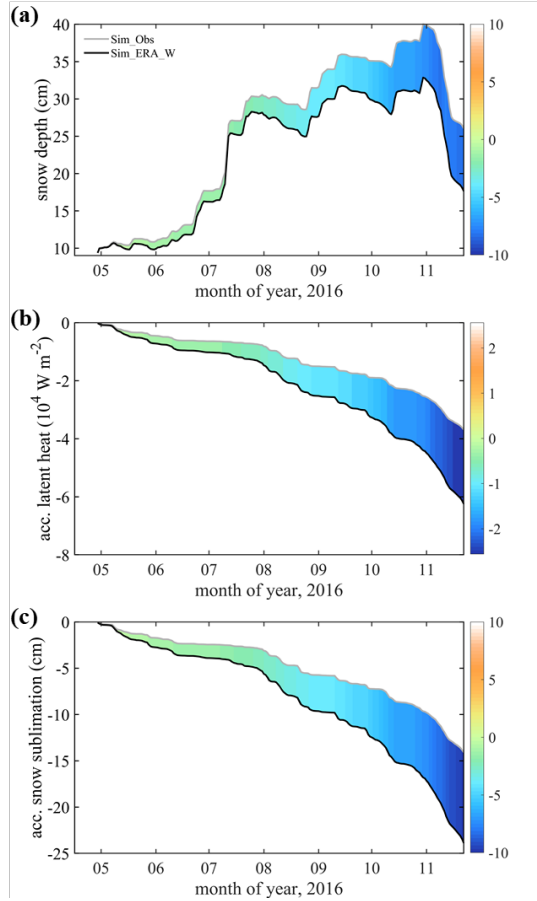 (a)
Sim_Obs
Sim_ERA_W
snow depth (cm)
40
35
30
25
20
15
10
05 06 07 08 09 10 11
month of year, 2016
10
5
0
-5
-10
(b)
acc. latent heat (10⁴ W m⁻²)
0
-2
-4
-6
-8
05 06 07 08 09 10 11
month of year, 2016
2
1
0
-1
-2
(c)
acc. snow sublimation (cm)
0
-5
-10
-15
-20
-25
05 06 07 08 09 10 11
month of year, 2016
10
5
0
-5
-10